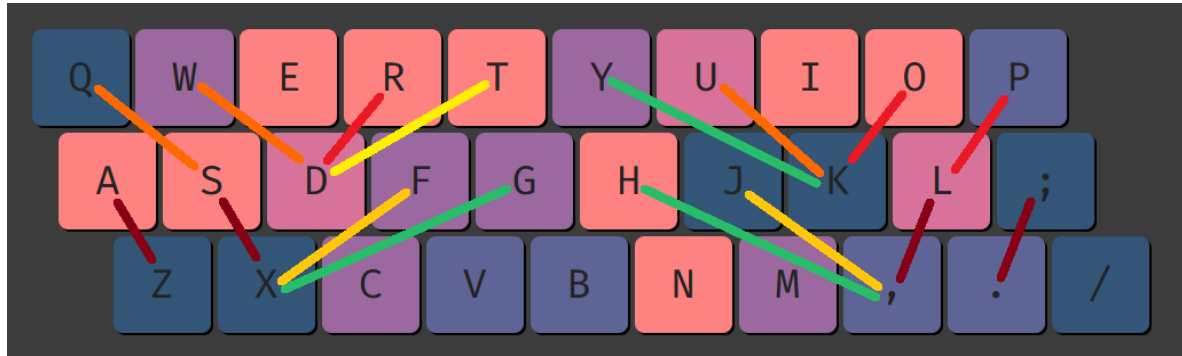 Q W E R T Y U I O P
A S D F G H J K L ;
Z X C V B N M , . /